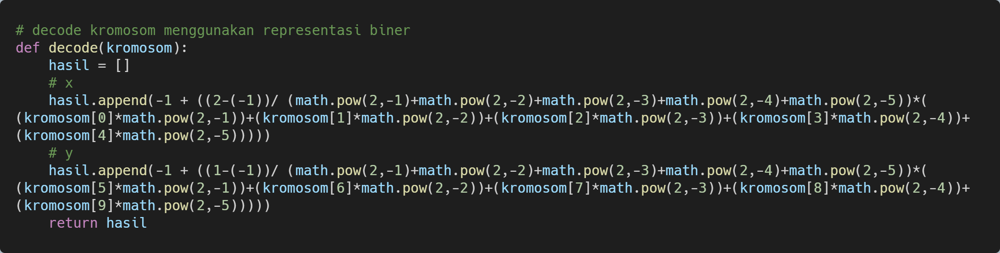 # decode kromosom menggunakan representasi biner
def decode(kromosom):
    hasil = []
    # x
    hasil.append(-1 + ((2-(-1))/ (math.pow(2,-1)+math.pow(2,-2)+math.pow(2,-3)+math.pow(2,-4)+math.pow(2,-5))*(
(kromosom[0]*math.pow(2,-1))+(kromosom[1]*math.pow(2,-2))+(kromosom[2]*math.pow(2,-3))+(kromosom[3]*math.pow(2,-4))+
(kromosom[4]*math.pow(2,-5)))))
    # y
    hasil.append(-1 + ((1-(-1))/ (math.pow(2,-1)+math.pow(2,-2)+math.pow(2,-3)+math.pow(2,-4)+math.pow(2,-5))*(
(kromosom[5]*math.pow(2,-1))+(kromosom[6]*math.pow(2,-2))+(kromosom[7]*math.pow(2,-3))+(kromosom[8]*math.pow(2,-4))+
(kromosom[9]*math.pow(2,-5)))))
    return hasil